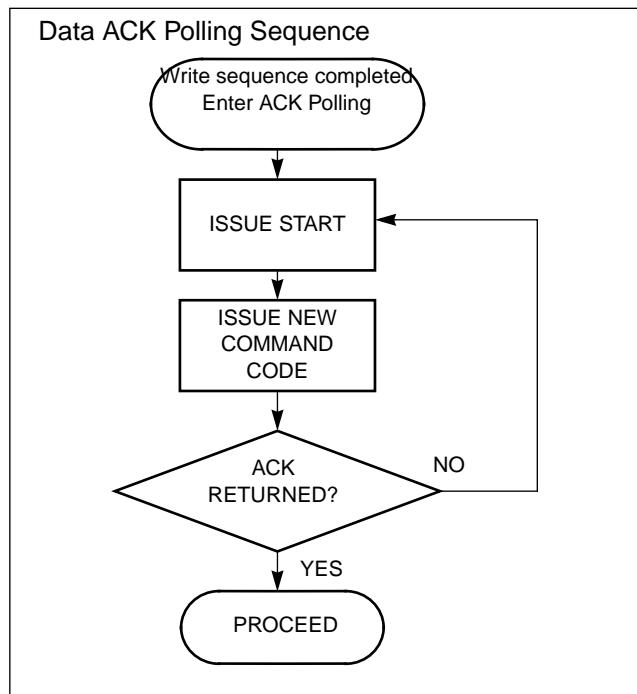 Data ACK Polling Sequence
Write sequence completed
Enter ACK Polling
ISSUE START
ISSUE NEW
COMMAND
CODE
ACK
RETURNED?
NO
YES
PROCEED